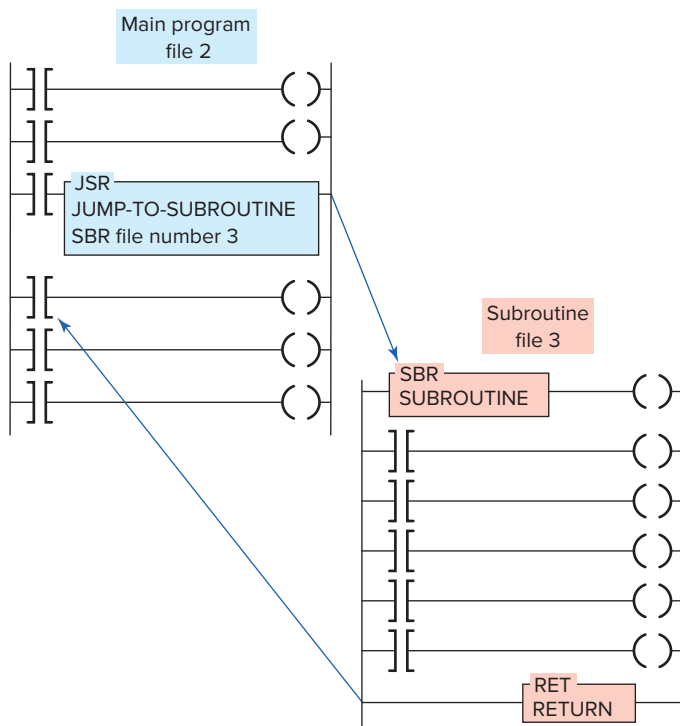 Main program
file 2
JSR
JUMP-TO-SUBROUTINE
SBR file number 3
Subroutine
file 3
SBR
SUBROUTINE
RET
RETURN